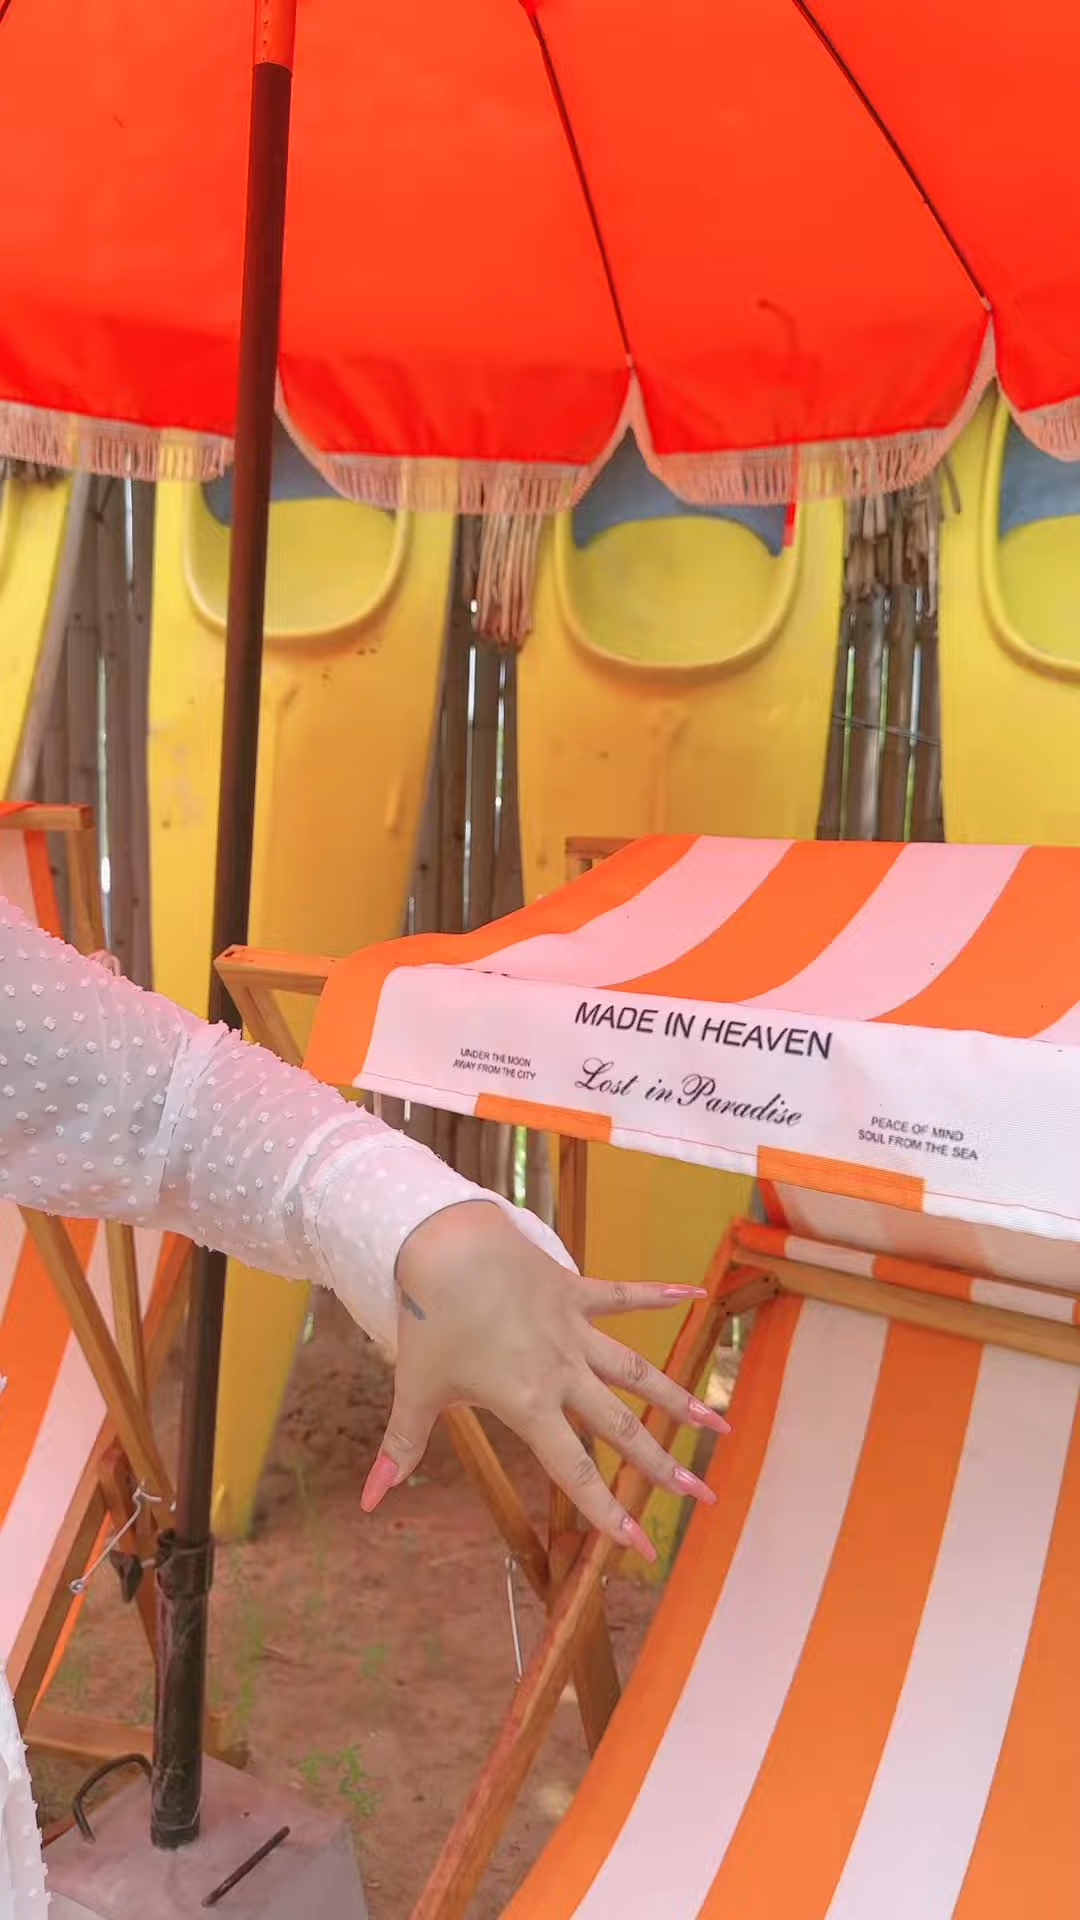 MADE IN HEAVEN
UNDER THE MOON
AWAY FROM THE CITY
Lost in Paradise
PEACE OF MIND
SOUL FROM THE SEA